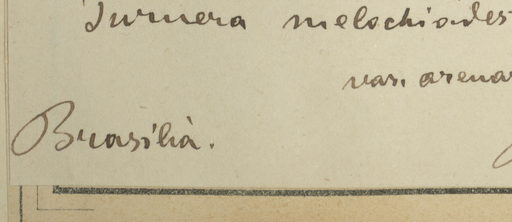 Turnera melochioides
var. arenar
Brasilia.